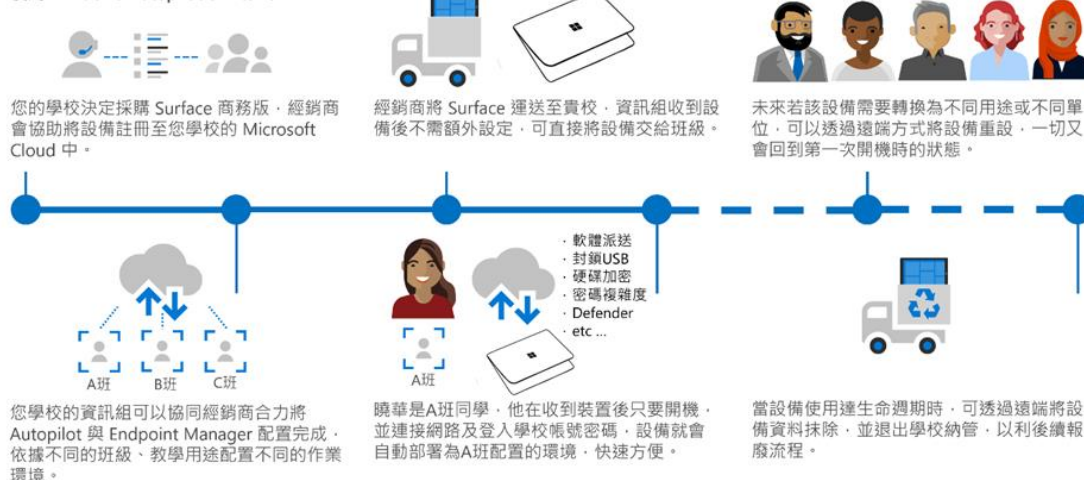 您的學校決定採購 Surface 商務版，經銷商
會協助將設備註冊至您學校的 Microsoft
Cloud 中。
經銷商將 Surface 運送至貴校，資訊組收到設
備後不需額外設定，可直接將設備交給班級。
未來若該設備需要轉換為不同用途或不同單
位，可以透過遠端方式將設備重設，一切又
會回到第一次開機時的狀態。
A班
B班
C班
您學校的資訊組可以協同經銷商合力將
Autopilot 與 Endpoint Manager 配置完成，
依據不同的班級、教學用途配置不同的作業
環境。
· 軟體派送
· 封鎖USB
· 硬碟加密
· 密碼複雜度
· Defender
· etc ...
A班
曉華是A班同學，他在收到裝置後只要開機，
並連接網路及登入學校帳號密碼，設備就會
自動部署為A班配置的環境，快速方便。
當設備使用達生命週期時，可透過遠端將設
備資料抹除，並退出學校納管，以利後續報
廢流程。